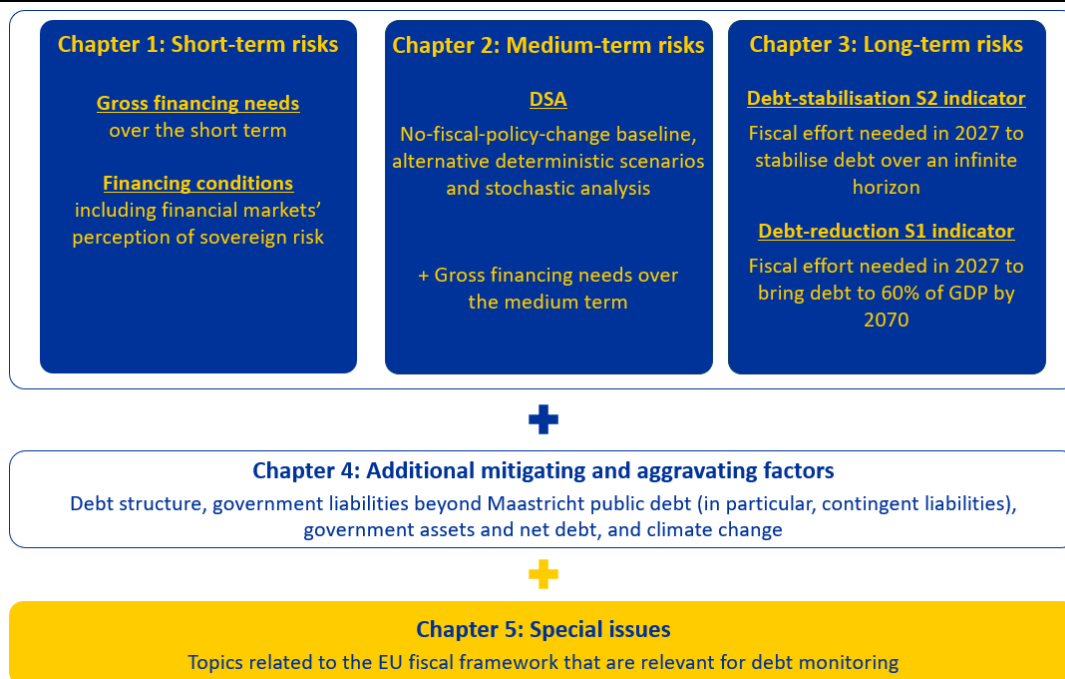 Chapter 1: Short-term risks
Gross financing needs
over the short term
Financing conditions
including financial markets’
perception of sovereign risk
Chapter 2: Medium-term risks
DSA
No-fiscal-policy-change baseline,
alternative deterministic scenarios
and stochastic analysis
+ Gross financing needs over
the medium term
Chapter 3: Long-term risks
Debt-stabilisation S2 indicator
Fiscal effort needed in 2027 to
stabilise debt over an infinite
horizon
Debt-reduction S1 indicator
Fiscal effort needed in 2027 to
bring debt to 60% of GDP by
2070
Chapter 4: Additional mitigating and aggravating factors
Debt structure, government liabilities beyond Maastricht public debt (in particular, contingent liabilities),
government assets and net debt, and climate change
Chapter 5: Special issues
Topics related to the EU fiscal framework that are relevant for debt monitoring